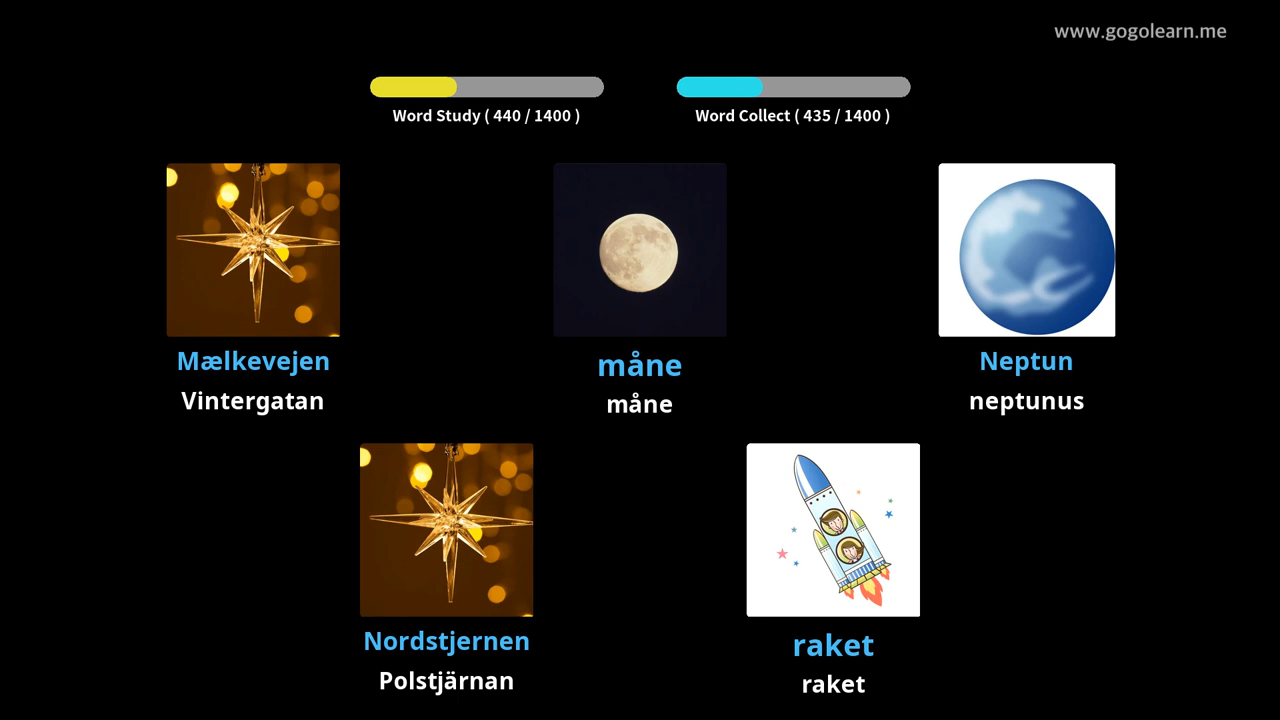 www.gogolearn.me
Word Study ( 440 / 1400 )
Word Collect ( 435 / 1400 )
Mælkevejen
Vintergatan
måne
måne
Neptun
neptunus
Nordstjernen
Polstjärnan
raket
raket